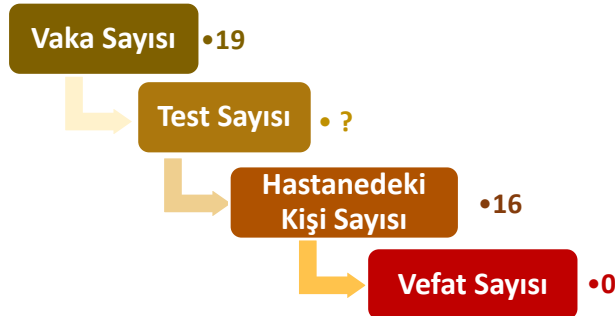 Vaka Sayısı •19
Test Sayısı • ?
Hastanedeki
Kişi Sayısı •16
Vefat Sayısı •0